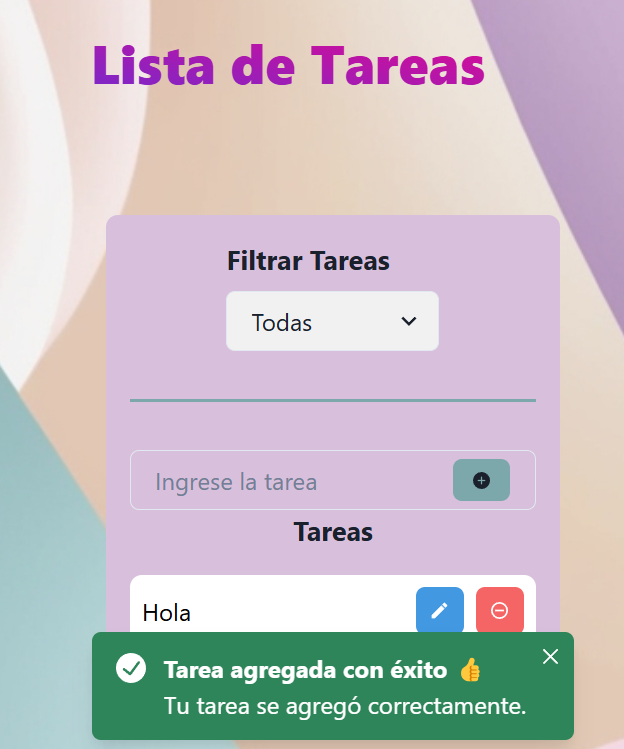 Lista de Tareas
Filtrar Tareas
Todas
Ingrese la tarea
Tareas
Hola
Tarea agregada con éxito 👍
Tu tarea se agregó correctamente.